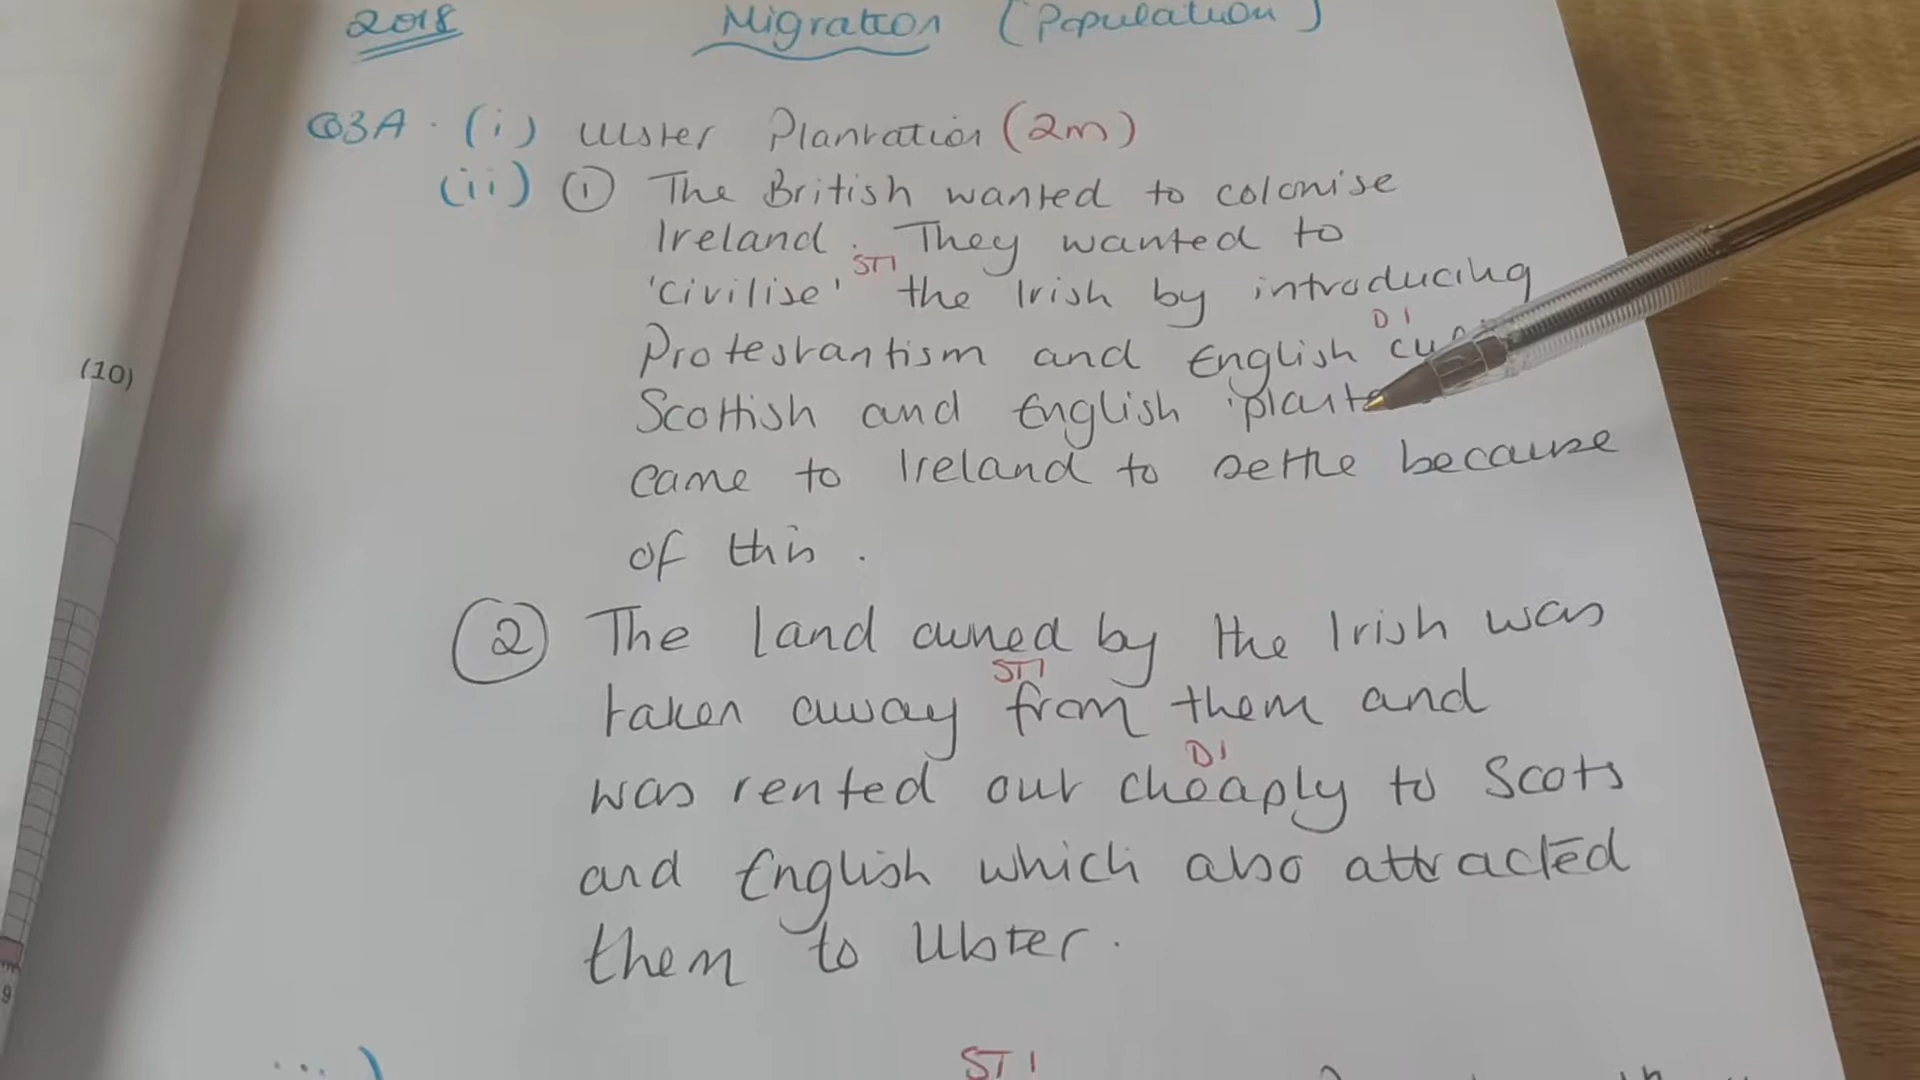 2018 Migration (Population)
Q3A. (i) Ulster Plantation (2m)
(ii) ① The British wanted to colonise
Ireland. They wanted to
ST1
'civilise' the Irish by introducing
D1
Protestantism and English
Scottish and English
came to Ireland to settle because
of this.
(10)
② The land owned by the Irish was
ST1
taken away from them and
D1
was rented out cheaply to Scots
and English which also attracted
them to Ulster.
ST1
9